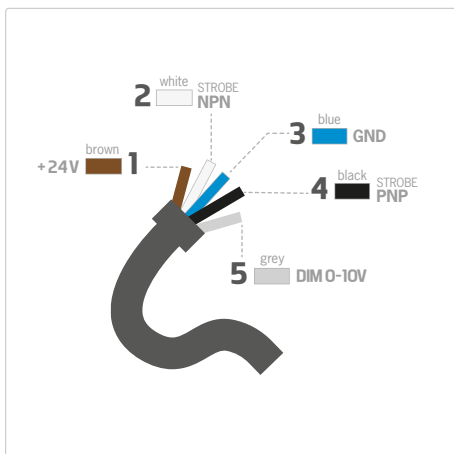 white
2 STROBE
NPN
blue
3 GND
brown
+24V 1
black
4 STROBE
PNP
grey
5 DIM 0-10V